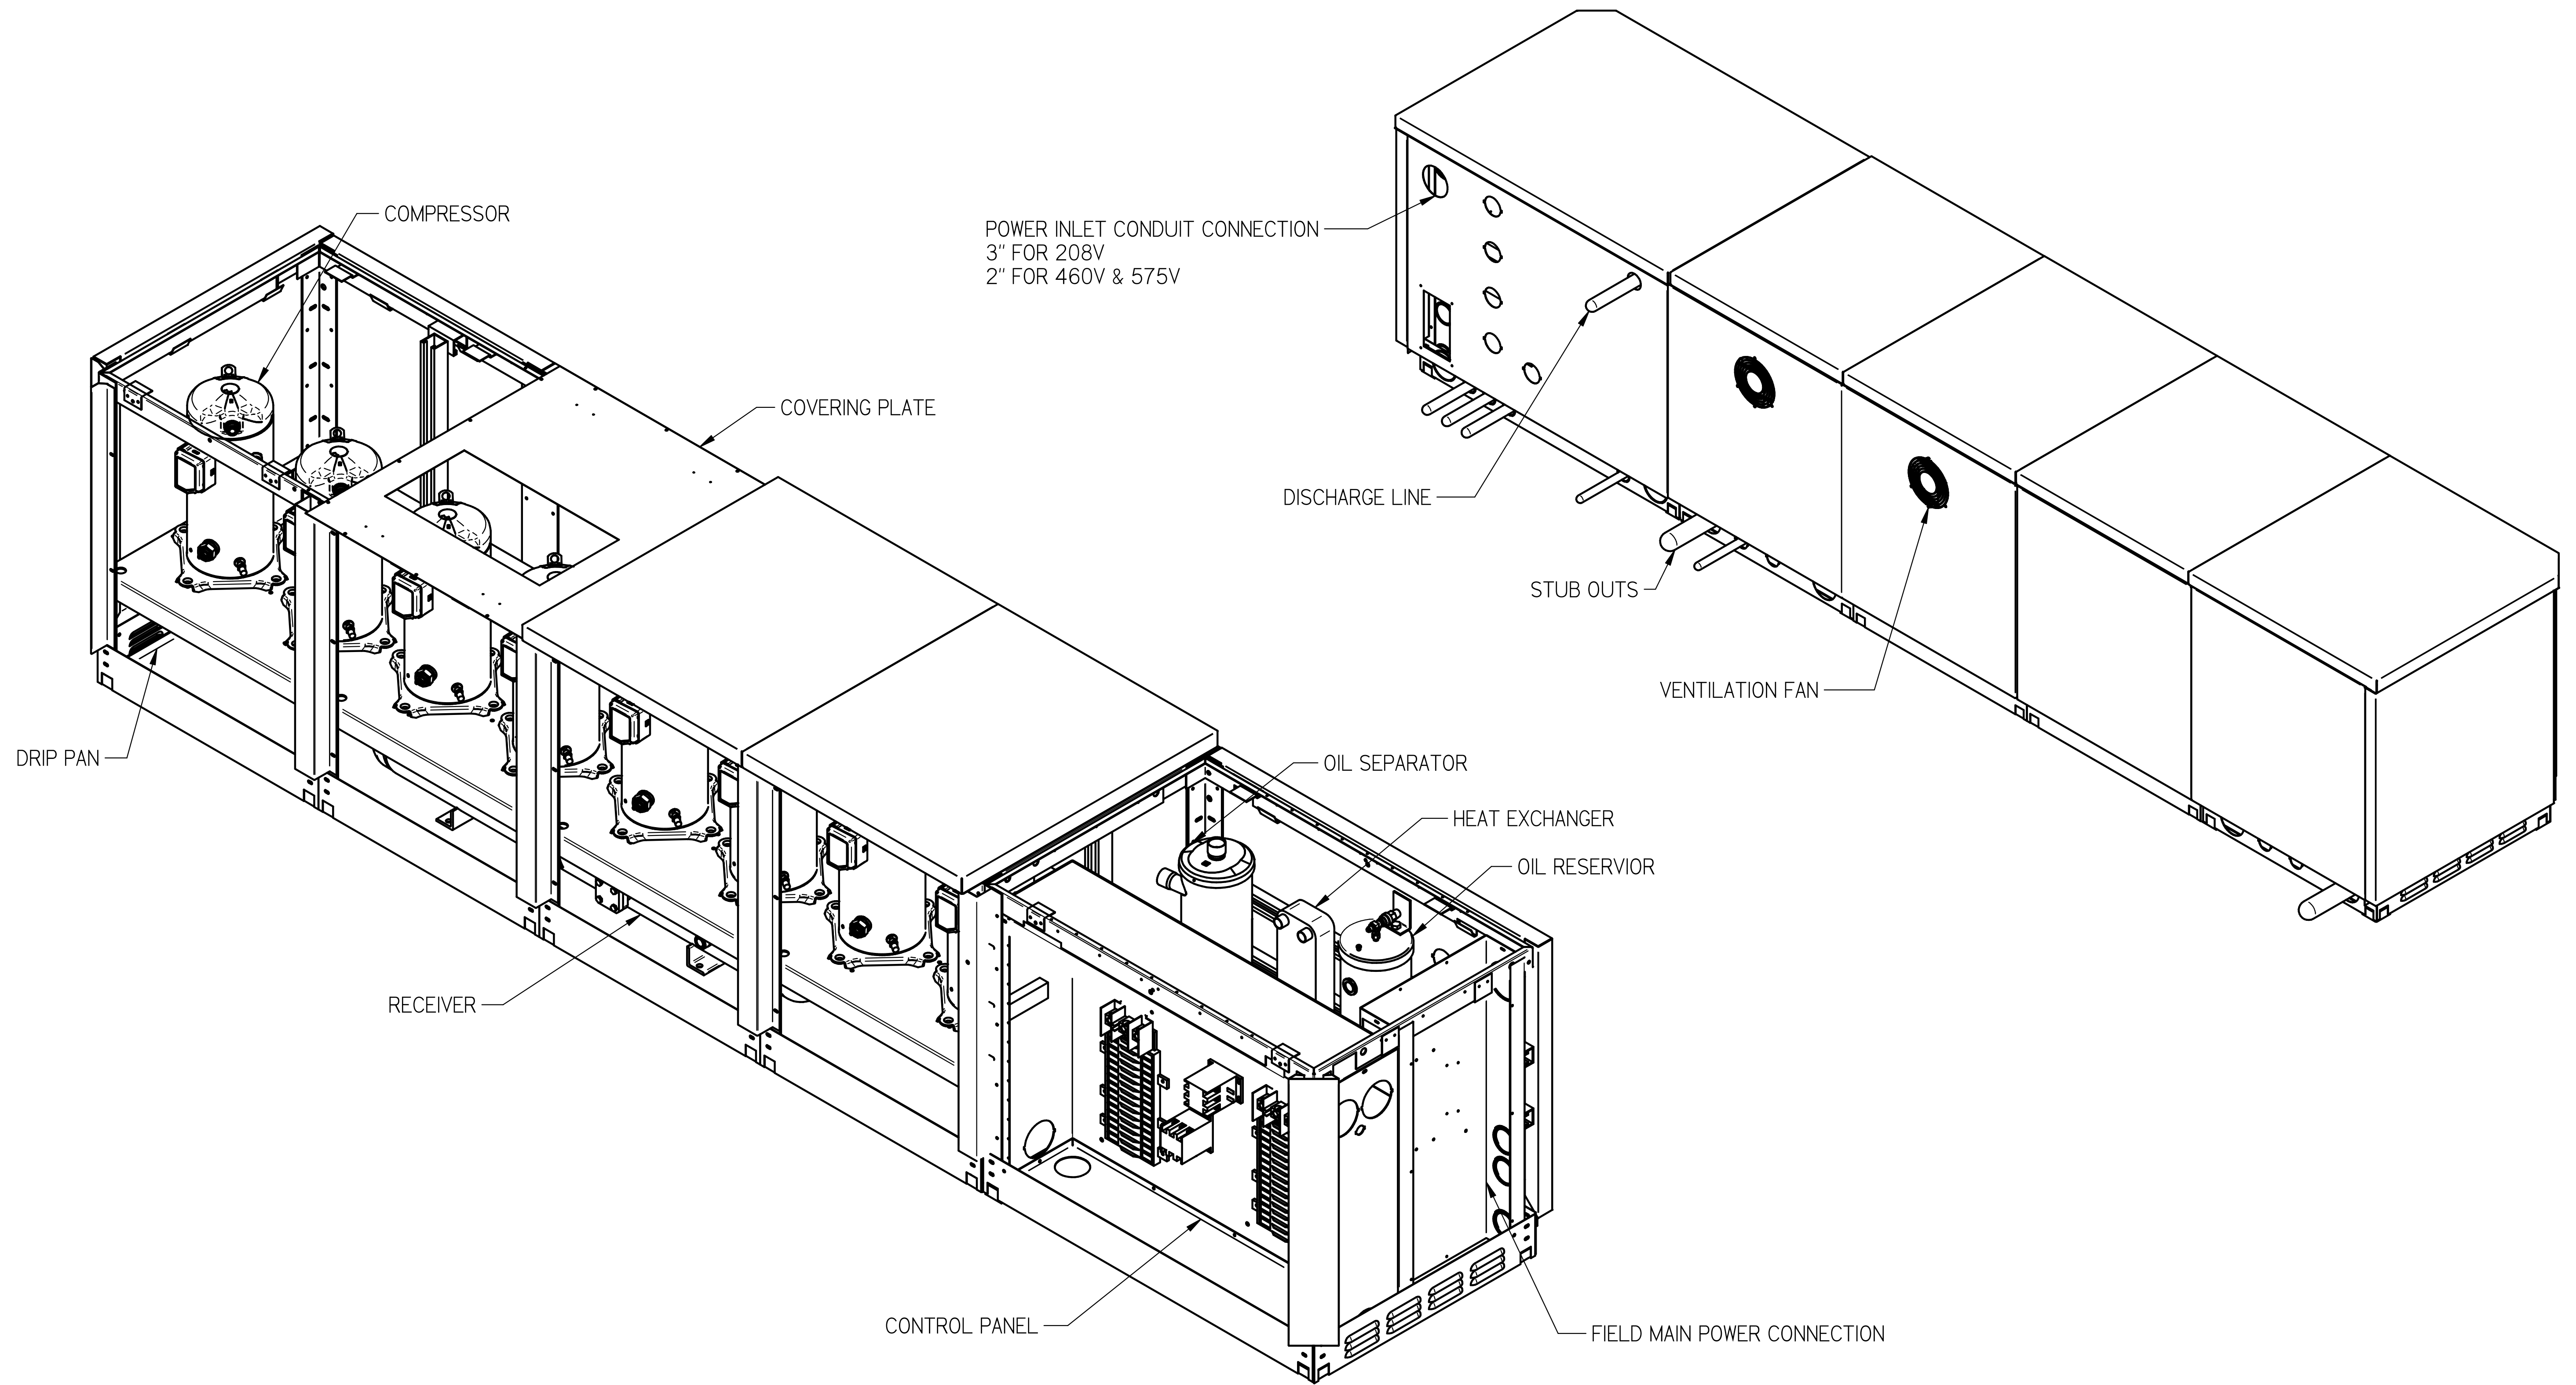 COMPRESSOR
POWER INLET CONDUIT CONNECTION
3" FOR 208V
2" FOR 460V & 575V
COVERING PLATE
DISCHARGE LINE
STUB OUTS
VENTILATION FAN
DRIP PAN
OIL SEPARATOR
HEAT EXCHANGER
OIL RESERVIOR
RECEIVER
CONTROL PANEL
FIELD MAIN POWER CONNECTION